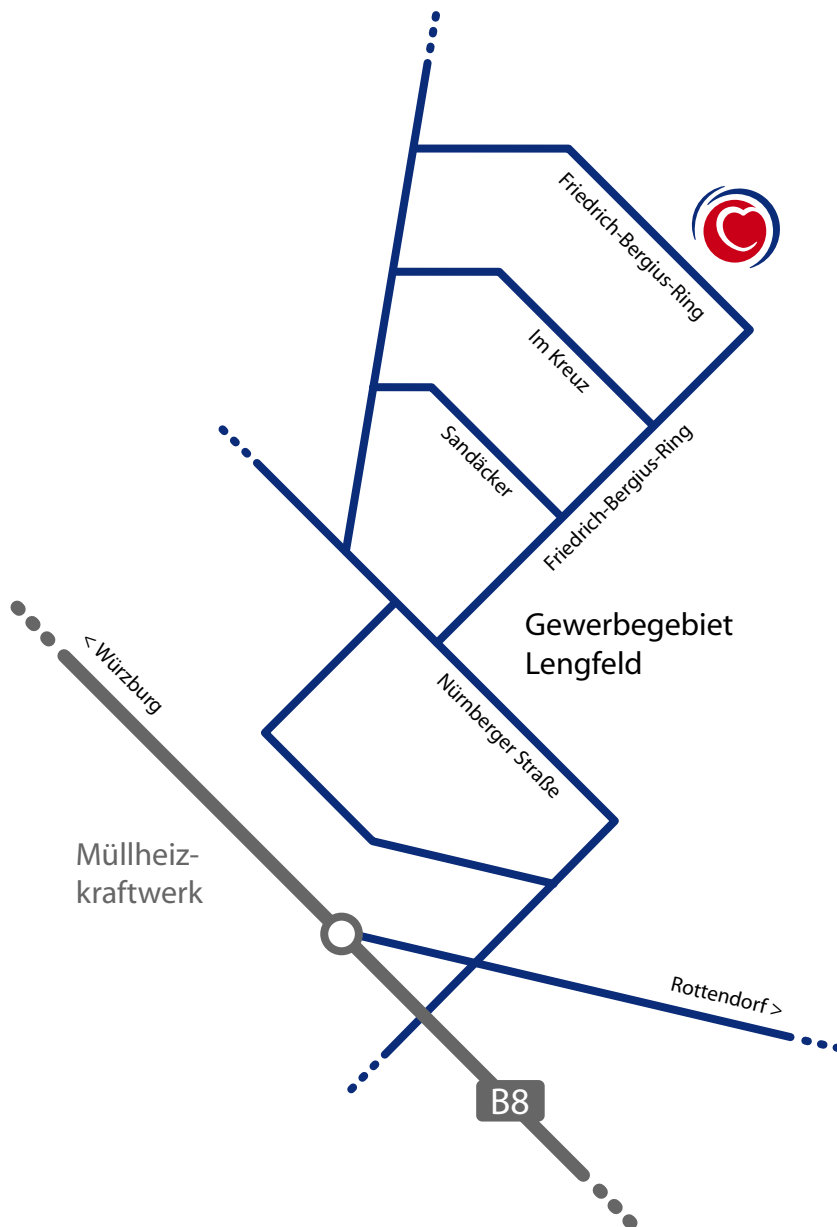 Friedrich-Bergius-Ring
Im Kreuz
Sandäcker
Friedrich-Bergius-Ring
Gewerbegebiet
Lengfeld
< Würzburg
Nürnberger Straße
Müllheiz-
kraftwerk
Rottendorf >
B8